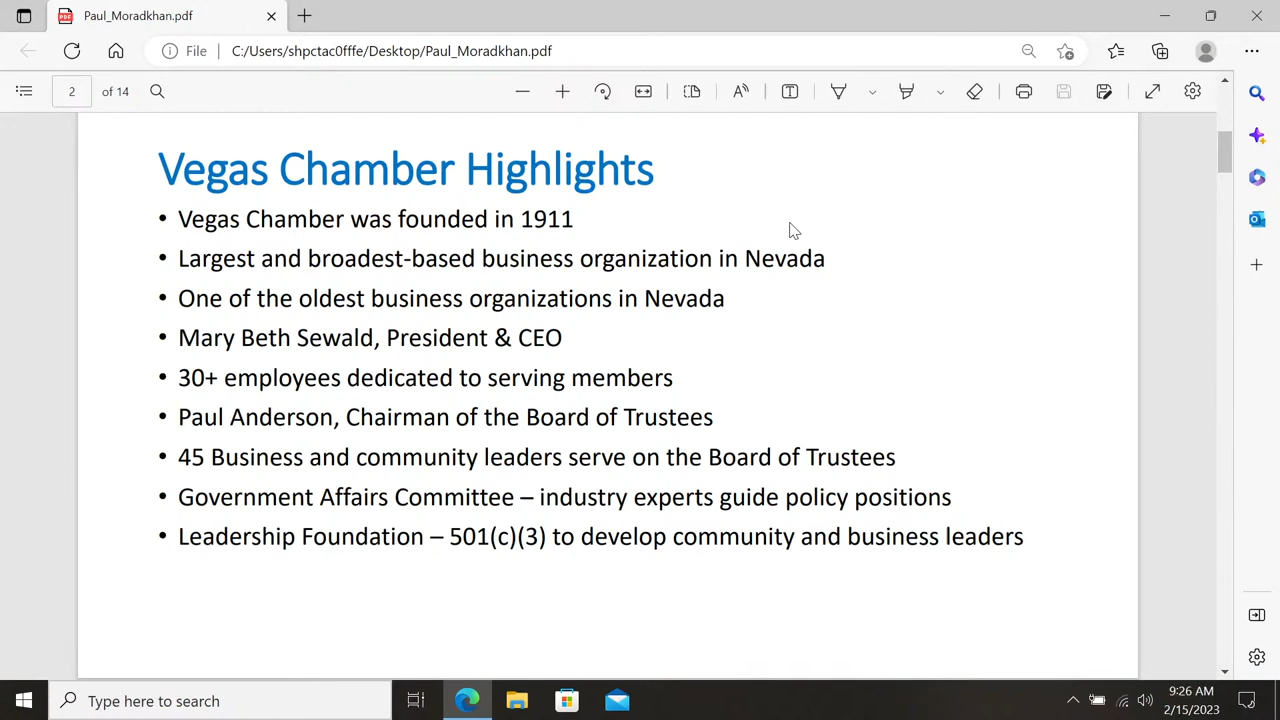 Paul_Moradkhan.pdf
File
C:/Users/shpctac0fffe/Desktop/Paul_Moradkhan.pdf
2 of 14
Vegas Chamber Highlights
• Vegas Chamber was founded in 1911
• Largest and broadest-based business organization in Nevada
• One of the oldest business organizations in Nevada
• Mary Beth Sewald, President & CEO
• 30+ employees dedicated to serving members
• Paul Anderson, Chairman of the Board of Trustees
• 45 Business and community leaders serve on the Board of Trustees
• Government Affairs Committee – industry experts guide policy positions
• Leadership Foundation – 501(c)(3) to develop community and business leaders
Type here to search
9:26 AM
2/15/2023